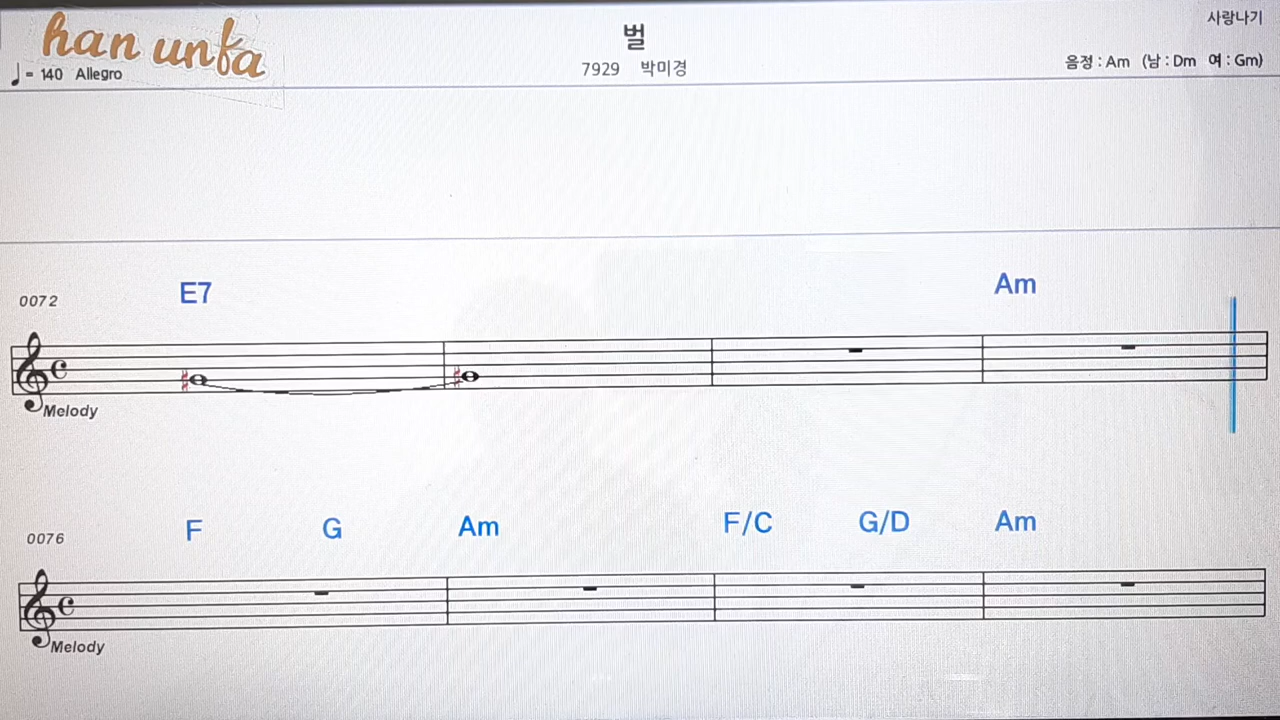 han unfa
벌
사랑나기
♩= 140 Allegro
7929 박미경
음정 : Am (남 : Dm 여 : Gm)
E7 Am
0072
Melody
F G Am F/C G/D Am
0076
Melody